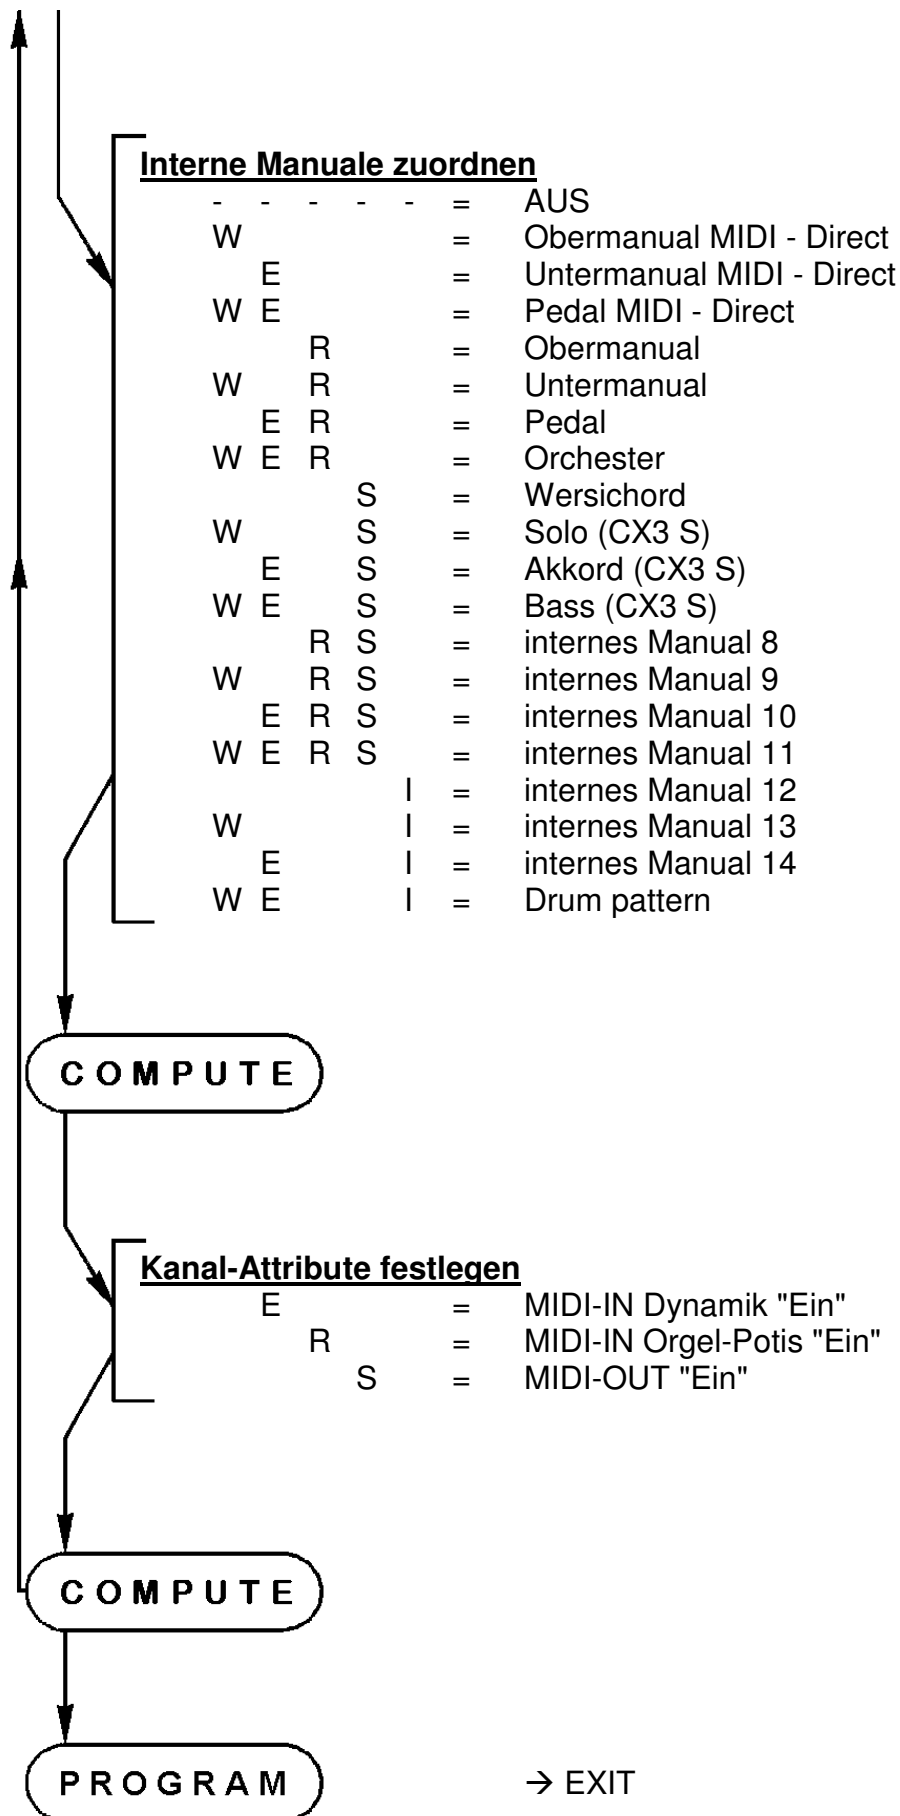 Interne Manuale zuordnen
- - - - - = AUS
W = Obermanual MIDI - Direct
E = Untermanual MIDI - Direct
W E = Pedal MIDI - Direct
R = Obermanual
W R = Untermanual
E R = Pedal
W E R = Orchester
S = Wersichord
W S = Solo (CX3 S)
E S = Akkord (CX3 S)
W E S = Bass (CX3 S)
R S = internes Manual 8
W R S = internes Manual 9
E R S = internes Manual 10
W E R S = internes Manual 11
I = internes Manual 12
W I = internes Manual 13
E I = internes Manual 14
W E I = Drum pattern
COMPUTE
Kanal-Attribute festlegen
E = MIDI-IN Dynamik "Ein"
R = MIDI-IN Orgel-Potis "Ein"
S = MIDI-OUT "Ein"
COMPUTE
PROGRAM → EXIT